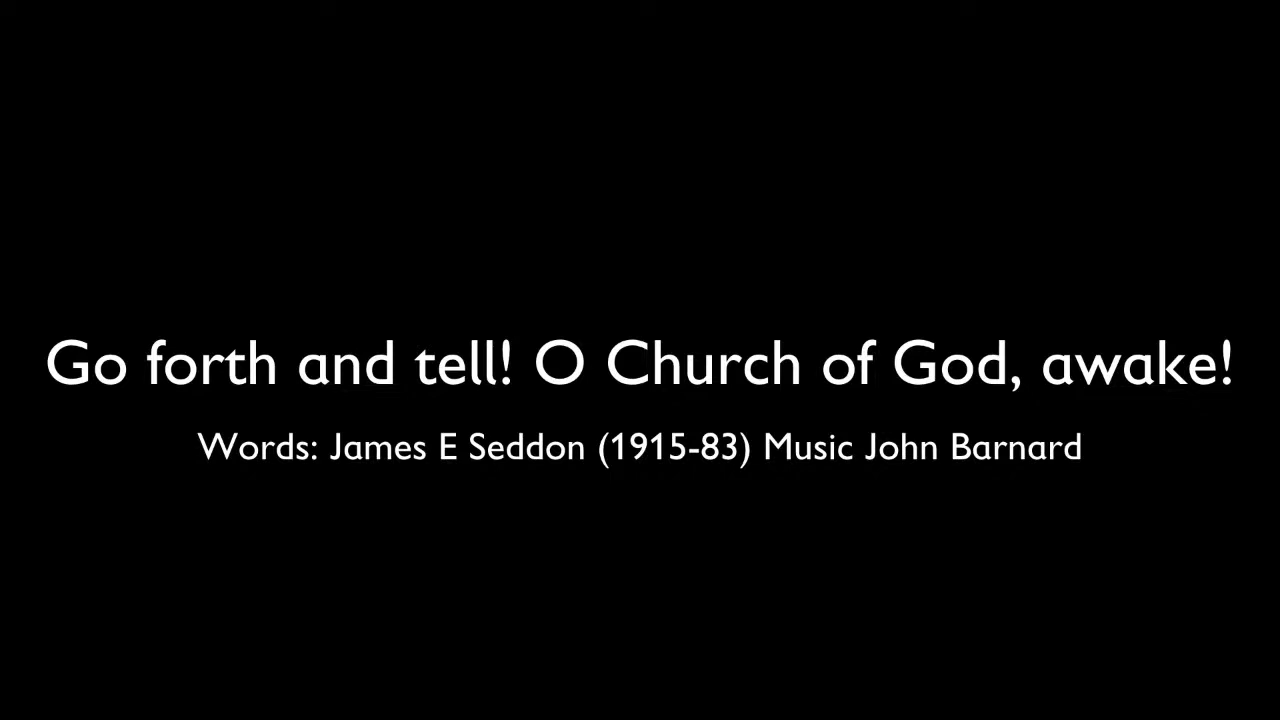 Go forth and tell! O Church of God, awake!
Words: James E Seddon (1915-83) Music John Barnard